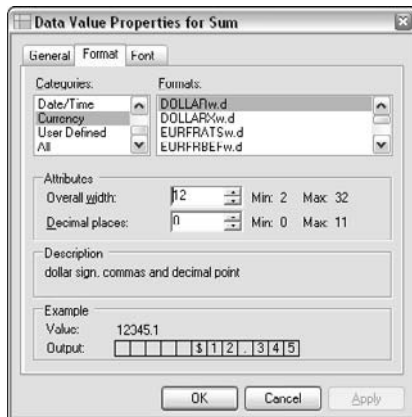 Data Value Properties for Sum
General Format Font
Categories: Formats:
Date/Time
Currency
User Defined
All
DOLLARw.d
DOLLARXw.d
EURFRATSw.d
EURFRBEFw.d
Attributes
Overall width: 12 Min: 2 Max: 32
Decimal places: 0 Min: 0 Max: 11
Description
dollar sign, commas and decimal point
Example
Value: 12345.1
Output: $12,345
OK Cancel Apply